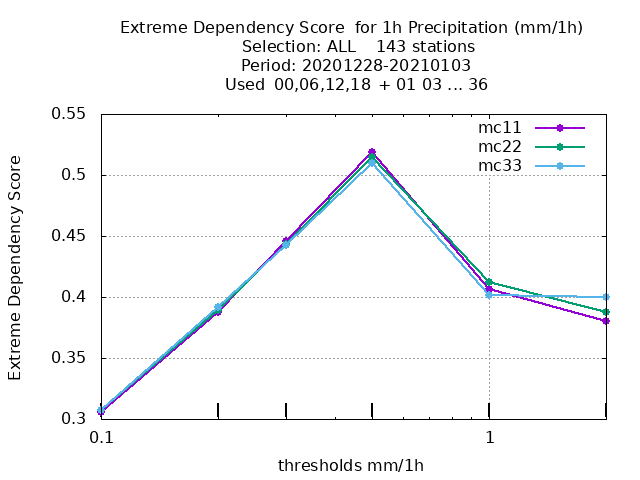 Extreme Dependency Score  for 1h Precipitation (mm/1h)
Selection: ALL    143 stations
Period: 20201228-20210103
Used  00,06,12,18  + 01 03 ... 36
mc11
mc22
mc33
Extreme Dependency Score
0.55
0.5
0.45
0.4
0.35
0.3
0.1
1
thresholds mm/1h